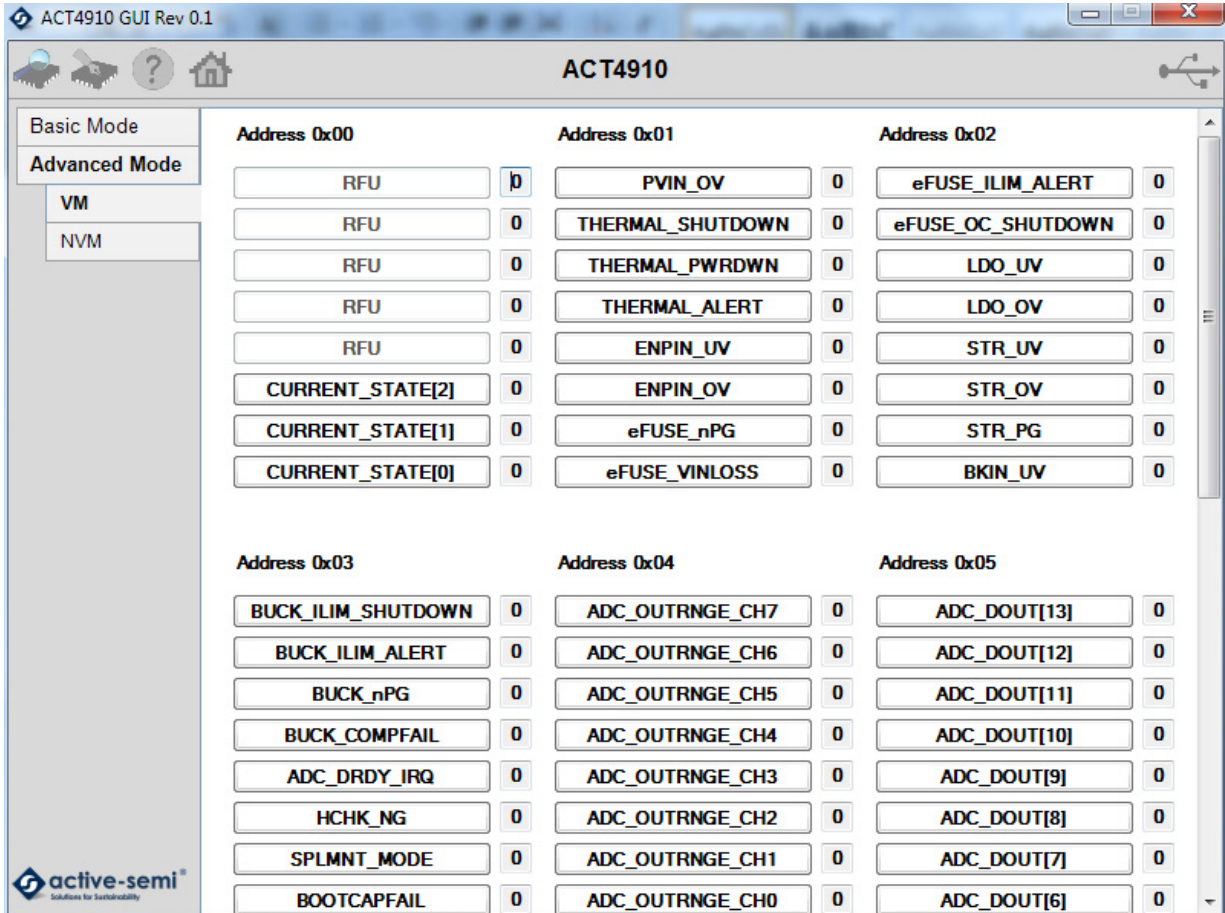 ACT4910 GUI Rev 0.1
ACT4910
Basic Mode
Advanced Mode
VM
NVM
Address 0x00 Address 0x01 Address 0x02
RFU 0 PVIN_OV 0 eFUSE_ILIM_ALERT 0
RFU 0 THERMAL_SHUTDOWN 0 eFUSE_OC_SHUTDOWN 0
RFU 0 THERMAL_PWRDWN 0 LDO_UV 0
RFU 0 THERMAL_ALERT 0 LDO_OV 0
RFU 0 ENPIN_UV 0 STR_UV 0
CURRENT_STATE[2] 0 ENPIN_OV 0 STR_OV 0
CURRENT_STATE[1] 0 eFUSE_nPG 0 STR_PG 0
CURRENT_STATE[0] 0 eFUSE_VINLOSS 0 BKIN_UV 0
Address 0x03 Address 0x04 Address 0x05
BUCK_ILIM_SHUTDOWN 0 ADC_OUTRNGE_CH7 0 ADC_DOUT[13] 0
BUCK_ILIM_ALERT 0 ADC_OUTRNGE_CH6 0 ADC_DOUT[12] 0
BUCK_nPG 0 ADC_OUTRNGE_CH5 0 ADC_DOUT[11] 0
BUCK_COMPFAIL 0 ADC_OUTRNGE_CH4 0 ADC_DOUT[10] 0
ADC_DRDY_IRQ 0 ADC_OUTRNGE_CH3 0 ADC_DOUT[9] 0
HCHK_NG 0 ADC_OUTRNGE_CH2 0 ADC_DOUT[8] 0
SPLMNT_MODE 0 ADC_OUTRNGE_CH1 0 ADC_DOUT[7] 0
BOOTCAPFAIL 0 ADC_OUTRNGE_CH0 0 ADC_DOUT[6] 0
active-semi®
Solutions for Sustainability